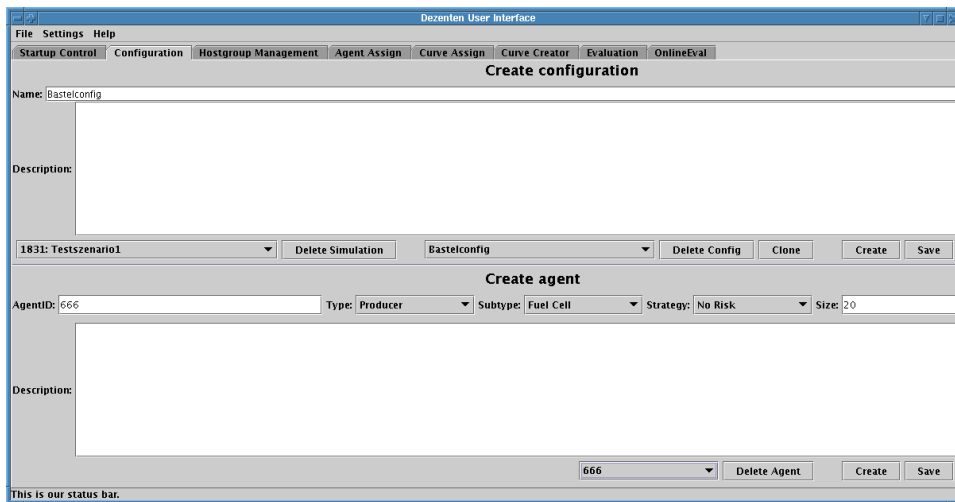 Dezenten User Interface
File Settings Help
Startup Control Configuration Hostgroup Management Agent Assign Curve Assign Curve Creator Evaluation OnlineEval
Create configuration
Name: Bastelconfig
Description:
1831: Testszenario1 Delete Simulation Bastelconfig Delete Config Clone Create Save
Create agent
AgentID: 666 Type: Producer Subtype: Fuel Cell Strategy: No Risk Size: 20
Description:
666 Delete Agent Create Save
This is our status bar.